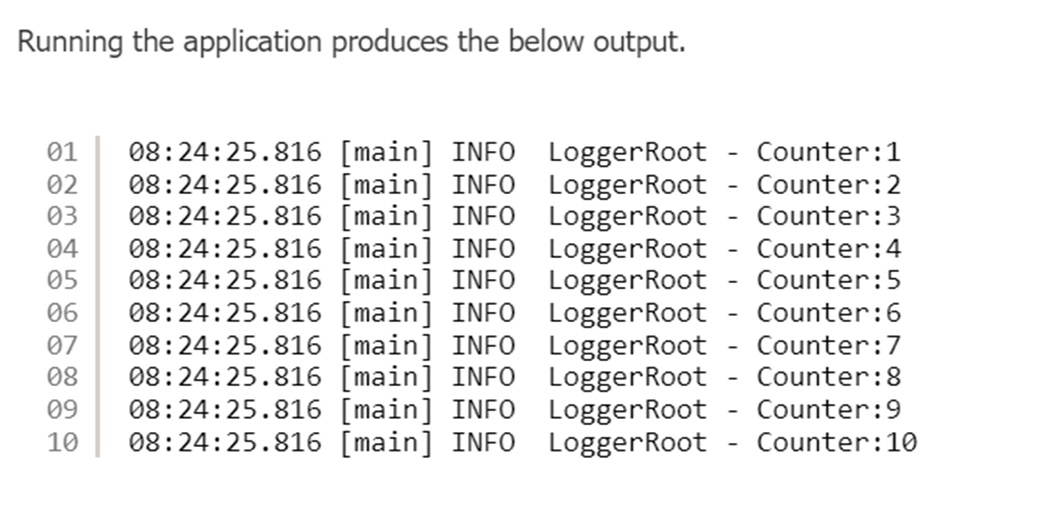 Running the application produces the below output.
01 08:24:25.816 [main] INFO  LoggerRoot - Counter:1
02 08:24:25.816 [main] INFO  LoggerRoot - Counter:2
03 08:24:25.816 [main] INFO  LoggerRoot - Counter:3
04 08:24:25.816 [main] INFO  LoggerRoot - Counter:4
05 08:24:25.816 [main] INFO  LoggerRoot - Counter:5
06 08:24:25.816 [main] INFO  LoggerRoot - Counter:6
07 08:24:25.816 [main] INFO  LoggerRoot - Counter:7
08 08:24:25.816 [main] INFO  LoggerRoot - Counter:8
09 08:24:25.816 [main] INFO  LoggerRoot - Counter:9
10 08:24:25.816 [main] INFO  LoggerRoot - Counter:10